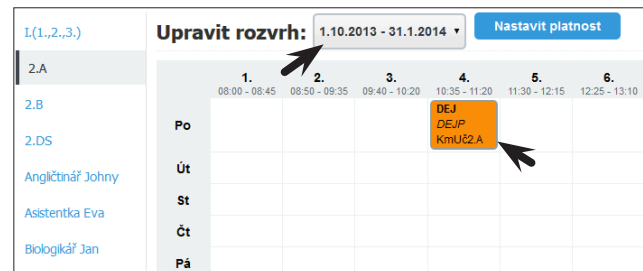 I.(1.,2.,3.)
2.A
2.B
2.DS
Angličtinář Johny
Asistentka Eva
Biologikář Jan
Upravit rozvrh: 1.10.2013 - 31.1.2014 Nastavit platnost
1. 2. 3. 4. 5. 6.
08:00 - 08:45 08:50 - 09:35 09:40 - 10:20 10:35 - 11:20 11:30 - 12:15 12:25 - 13:10
Po
DEJ
DEJP
KmUč2.A
Út
St
Čt
Pá